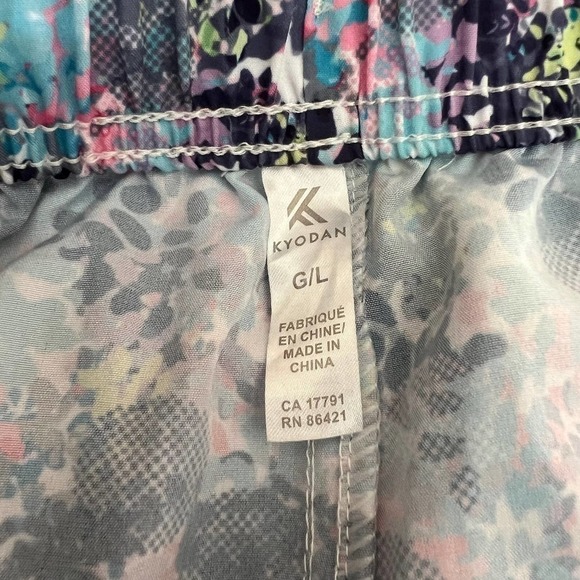 KYODAN
G/L
FABRIQUÉ
EN CHINE/
MADE IN
CHINA
CA 17791
RN 86421